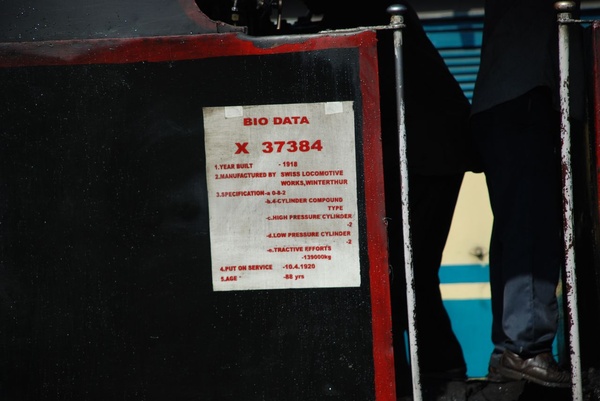 BIO DATA
X 37384
1.YEAR BUILT - 1918
2.MANUFACTURED BY SWISS LOCOMOTIVE
WORKS,WINTERTHUR
3.SPECIFICATION-a 0-8-2
-b.4-CYLINDER COMPOUND
TYPE
-c.HIGH PRESSURE CYLINDER
-2
-d.LOW PRESSURE CYLINDER
-2
-e.TRACTIVE EFFORTS
-139000kg
4.PUT ON SERVICE -10.4.1920
5.AGE -88 yrs